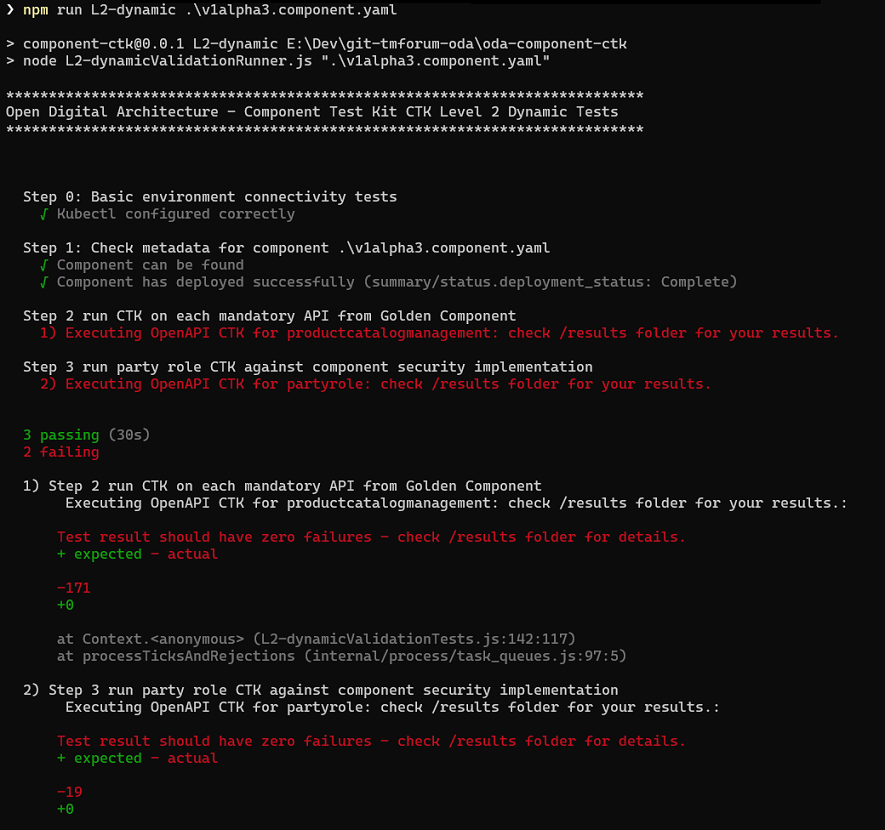 ❯ npm run L2-dynamic .\v1alpha3.component.yaml
> component-ctk@0.0.1 L2-dynamic E:\Dev\git-tmforum-oda\oda-component-ctk
> node L2-dynamicValidationRunner.js ".\v1alpha3.component.yaml"
***************************************************************************
Open Digital Architecture - Component Test Kit CTK Level 2 Dynamic Tests
***************************************************************************
Step 0: Basic environment connectivity tests
√ Kubectl configured correctly
Step 1: Check metadata for component .\v1alpha3.component.yaml
√ Component can be found
√ Component has deployed successfully (summary/status.deployment_status: Complete)
Step 2 run CTK on each mandatory API from Golden Component
1) Executing OpenAPI CTK for productcatalogmanagement: check /results folder for your results.
Step 3 run party role CTK against component security implementation
2) Executing OpenAPI CTK for partyrole: check /results folder for your results.
3 passing (30s)
2 failing
1) Step 2 run CTK on each mandatory API from Golden Component
Executing OpenAPI CTK for productcatalogmanagement: check /results folder for your results.:
Test result should have zero failures - check /results folder for details.
+ expected - actual
-171
+0
at Context.<anonymous> (L2-dynamicValidationTests.js:142:117)
at processTicksAndRejections (internal/process/task_queues.js:97:5)
2) Step 3 run party role CTK against component security implementation
Executing OpenAPI CTK for partyrole: check /results folder for your results.:
Test result should have zero failures - check /results folder for details.
+ expected - actual
-19
+0